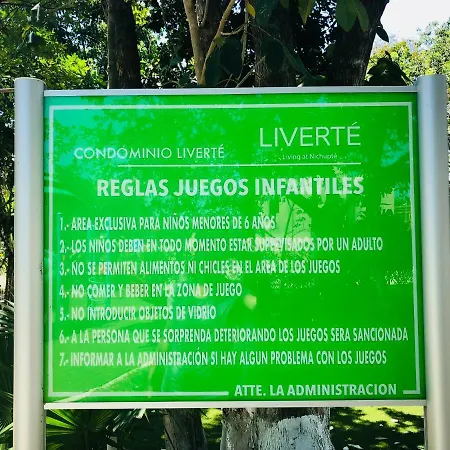 LIVERTÉ
Living at Nichupté
CONDOMINIO LIVERTÉ
REGLAS JUEGOS INFANTILES
1.- AREA EXCLUSIVA PARA NIÑOS MENORES DE 6 AÑOS
2.- LOS NIÑOS DEBEN EN TODO MOMENTO ESTAR SUPERVISADOS POR UN ADULTO
3.- NO SE PERMITEN ALIMENTOS NI CHICLES EN EL AREA DE LOS JUEGOS
4.- NO COMER Y BEBER EN LA ZONA DE JUEGO
5.- NO INTRODUCIR OBJETOS DE VIDRIO
6.- A LA PERSONA QUE SE SORPRENDA DETERIORANDO LOS JUEGOS SERA SANCIONADA
7.- INFORMAR A LA ADMINISTRACIÓN SI HAY ALGUN PROBLEMA CON LOS JUEGOS
ATTE. LA ADMINISTRACION